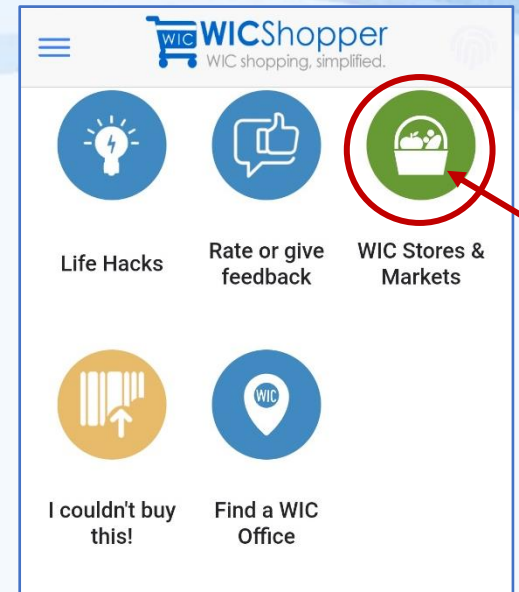 WIC WICShopper
WIC shopping, simplified.
Life Hacks
Rate or give
feedback
WIC Stores &
Markets
WIC
I couldn't buy
this!
Find a WIC
Office